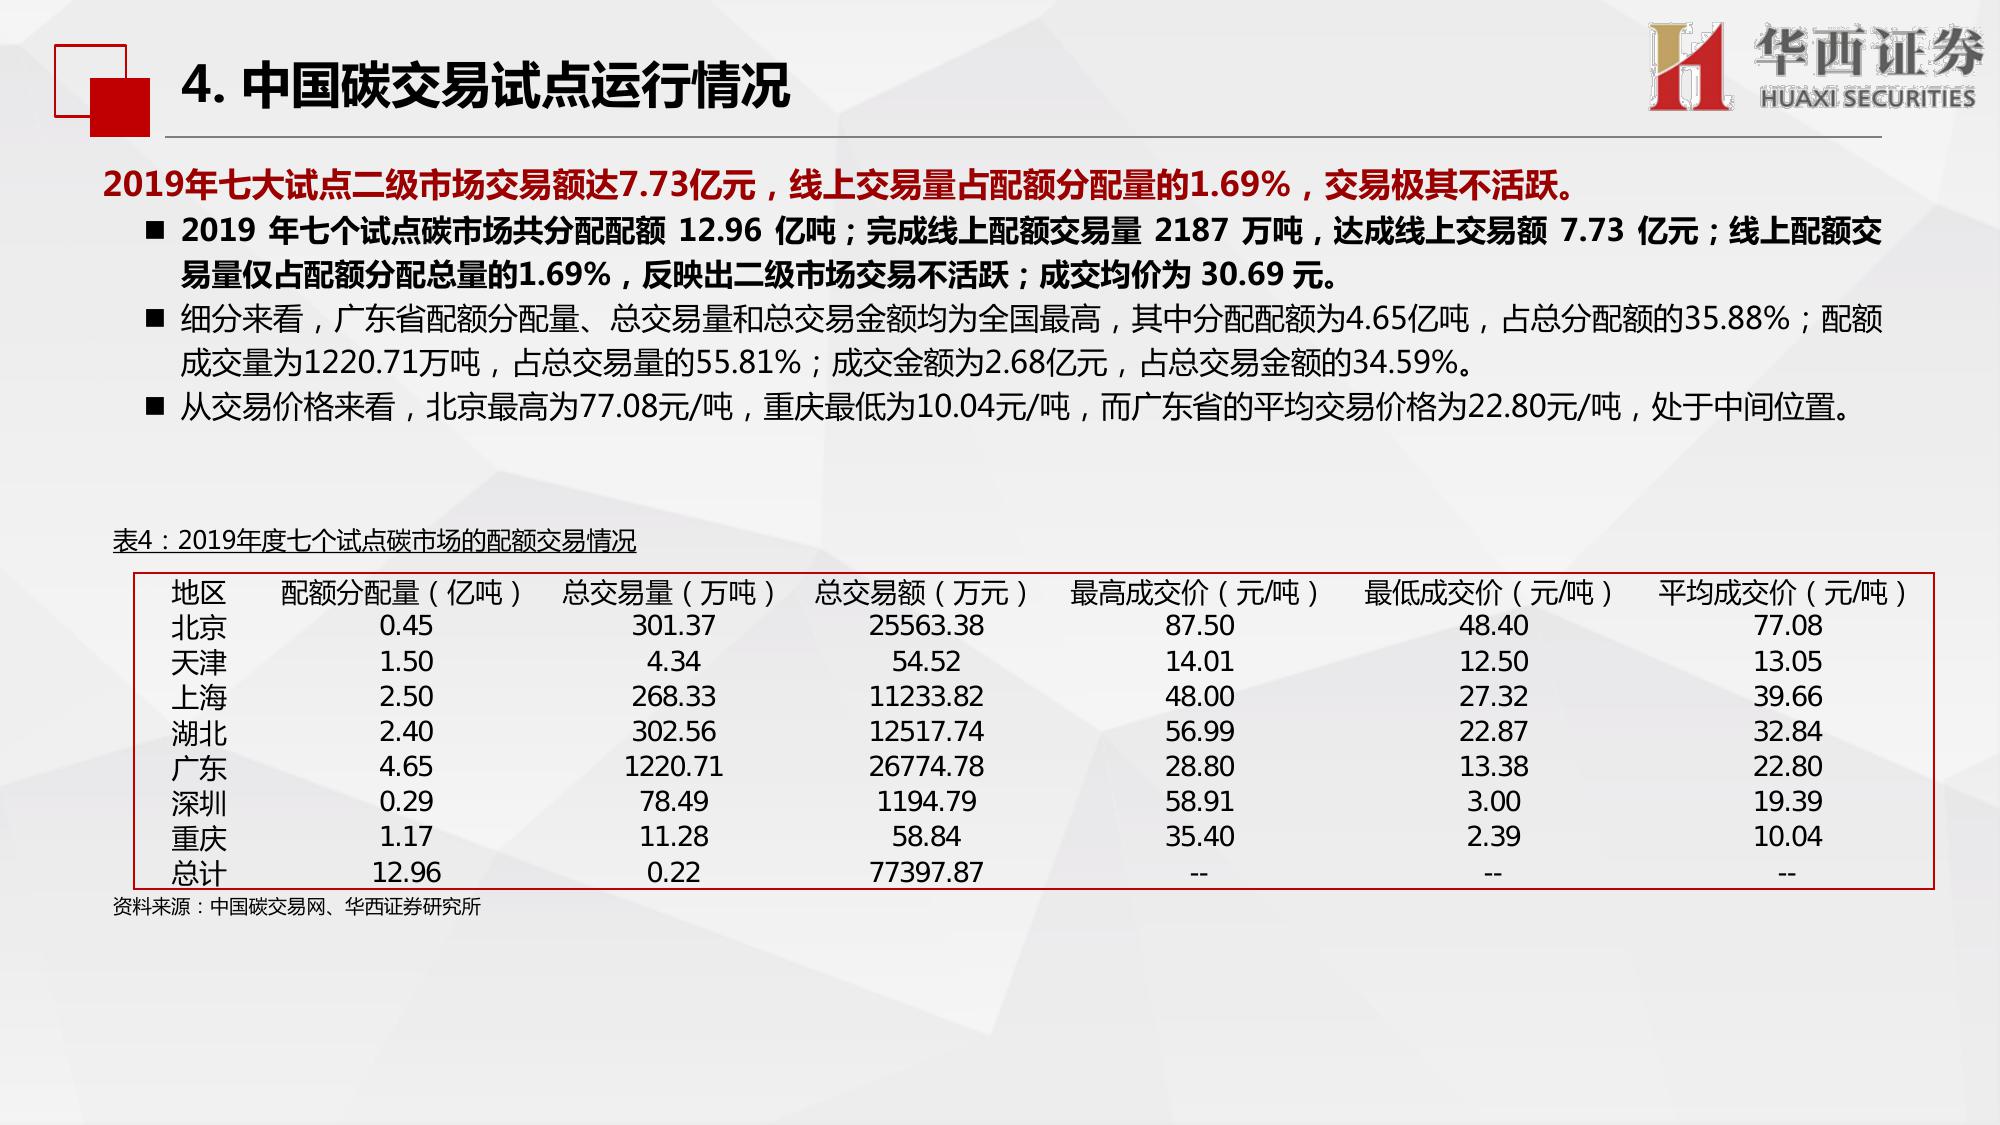 4. 中国碳交易试点运行情况
华西证券
HUAXI SECURITIES
2019年七大试点二级市场交易额达7.73亿元，线上交易量占配额分配量的1.69%，交易极其不活跃。
■ 2019 年七个试点碳市场共分配配额 12.96 亿吨；完成线上配额交易量 2187 万吨，达成线上交易额 7.73 亿元；线上配额交
易量仅占配额分配总量的1.69%，反映出二级市场交易不活跃；成交均价为 30.69 元。
■ 细分来看，广东省配额分配量、总交易量和总交易金额均为全国最高，其中分配配额为4.65亿吨，占总分配额的35.88%；配额
成交量为1220.71万吨，占总交易量的55.81%；成交金额为2.68亿元，占总交易金额的34.59%。
■ 从交易价格来看，北京最高为77.08元/吨，重庆最低为10.04元/吨，而广东省的平均交易价格为22.80元/吨，处于中间位置。
表4：2019年度七个试点碳市场的配额交易情况
地区 配额分配量（亿吨） 总交易量（万吨） 总交易额（万元） 最高成交价（元/吨） 最低成交价（元/吨） 平均成交价（元/吨）
北京 0.45 301.37 25563.38 87.50 48.40 77.08
天津 1.50 4.34 54.52 14.01 12.50 13.05
上海 2.50 268.33 11233.82 48.00 27.32 39.66
湖北 2.40 302.56 12517.74 56.99 22.87 32.84
广东 4.65 1220.71 26774.78 28.80 13.38 22.80
深圳 0.29 78.49 1194.79 58.91 3.00 19.39
重庆 1.17 11.28 58.84 35.40 2.39 10.04
总计 12.96 0.22 77397.87 -- -- --
资料来源：中国碳交易网、华西证券研究所